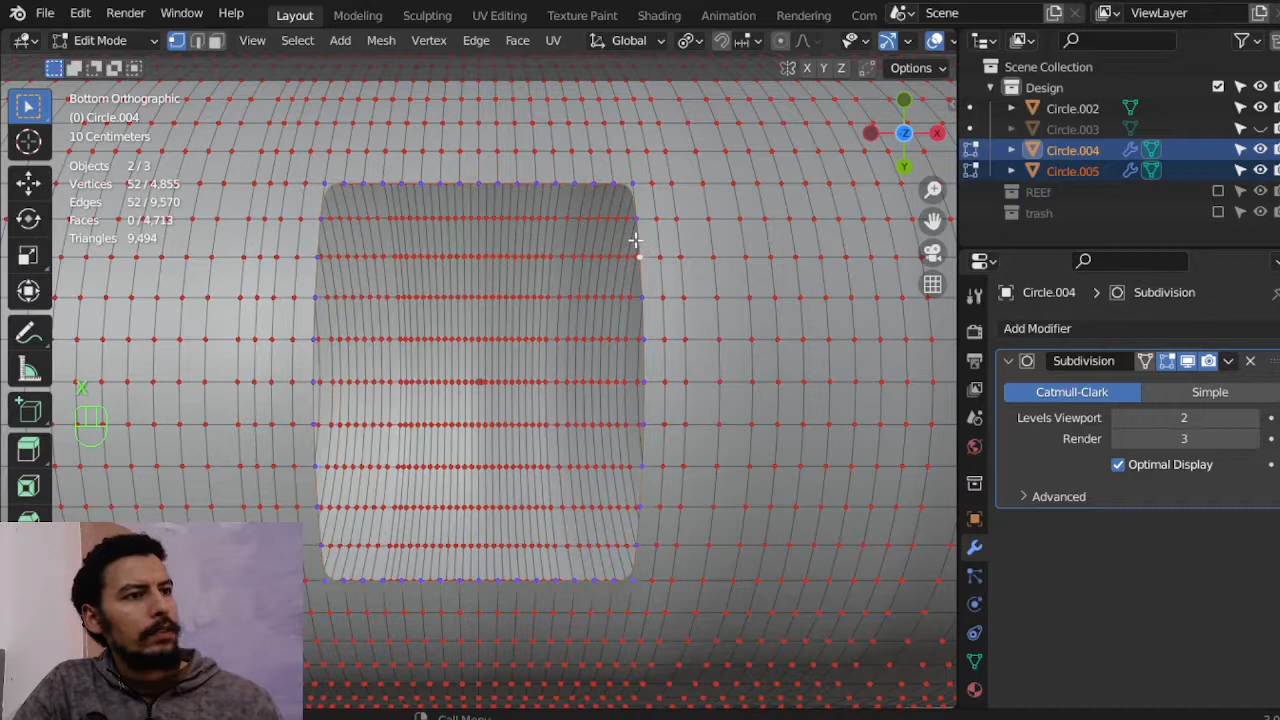 File Edit Render Window Help Layout Modeling Sculpting UV Editing Texture Paint Shading Animation Rendering Com Scene ViewLayer
Edit Mode View Select Add Mesh Vertex Edge Face UV Global
X Y Z Options
Bottom Orthographic
(0) Circle.004
10 Centimeters
Objects 2 / 3
Vertices 52 / 4,855
Edges 52 / 9,570
Faces 0 / 4,713
Triangles 9,494
X
Z
X
Y
Scene Collection
Design
Circle.002
Circle.003
Circle.004
Circle.005
REEf
trash
Circle.004 > Subdivision
Add Modifier
Subdivision
Catmull-Clark Simple
Levels Viewport 2
Render 3
Optimal Display
Advanced
Call Menu